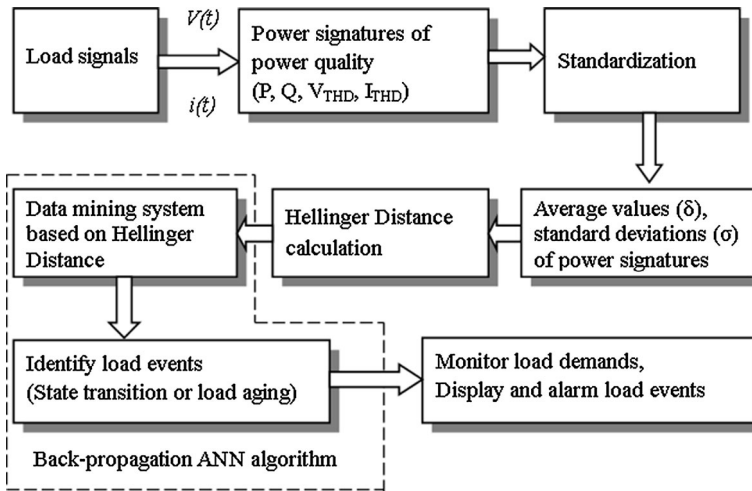 Load signals
V(t)
i(t)
Power signatures of
power quality
(P, Q, VTHD, ITHD)
Standardization
Average values (δ),
standard deviations (σ)
of power signatures
Hellinger Distance
calculation
Data mining system
based on Hellinger
Distance
Identify load events
(State transition or load aging)
Back-propagation ANN algorithm
Monitor load demands,
Display and alarm load events